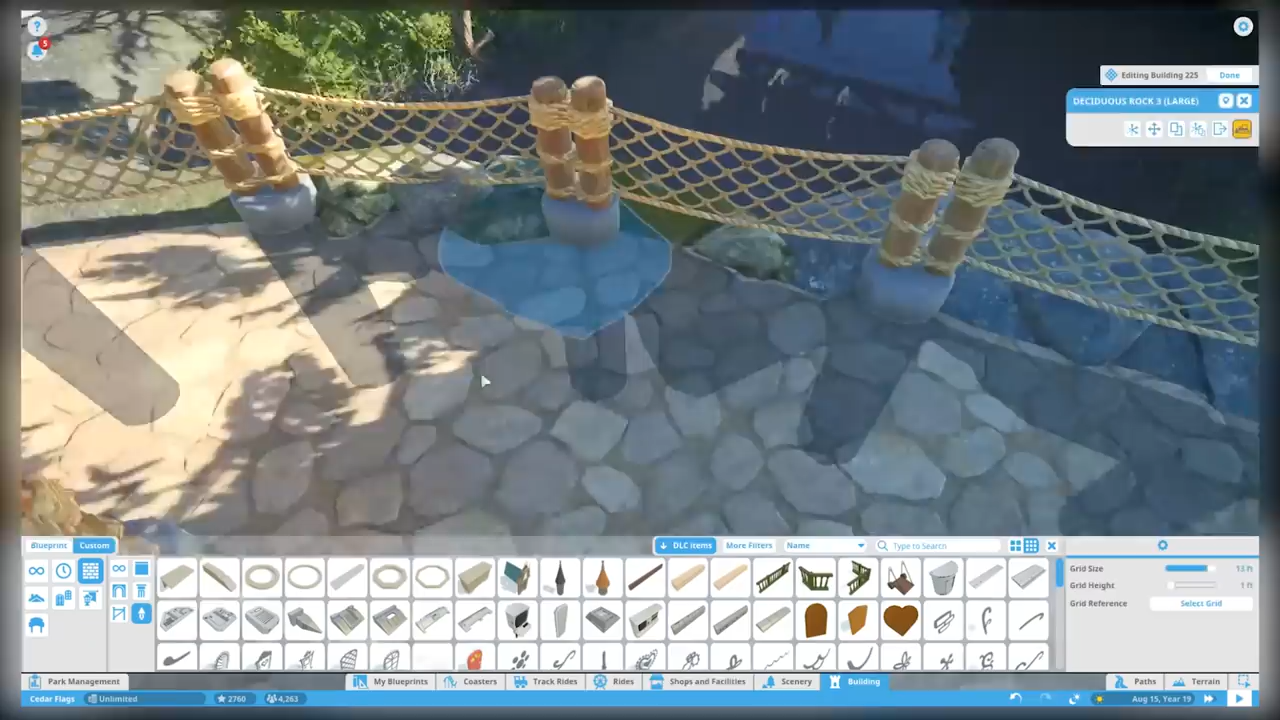 ?
5
Editing Building 225 Done
DECIDUOUS ROCK 3 (LARGE)
Blueprint Custom
DLC Items More Filters Name Type to Search
Grid Size 13 ft
Grid Height 1 ft
Grid Reference Select Grid
Park Management My Blueprints Coasters Track Rides Rides Shops and Facilities Scenery Building Paths Terrain
Cedar Flags Unlimited 2760 4,263 Aug 15, Year 19